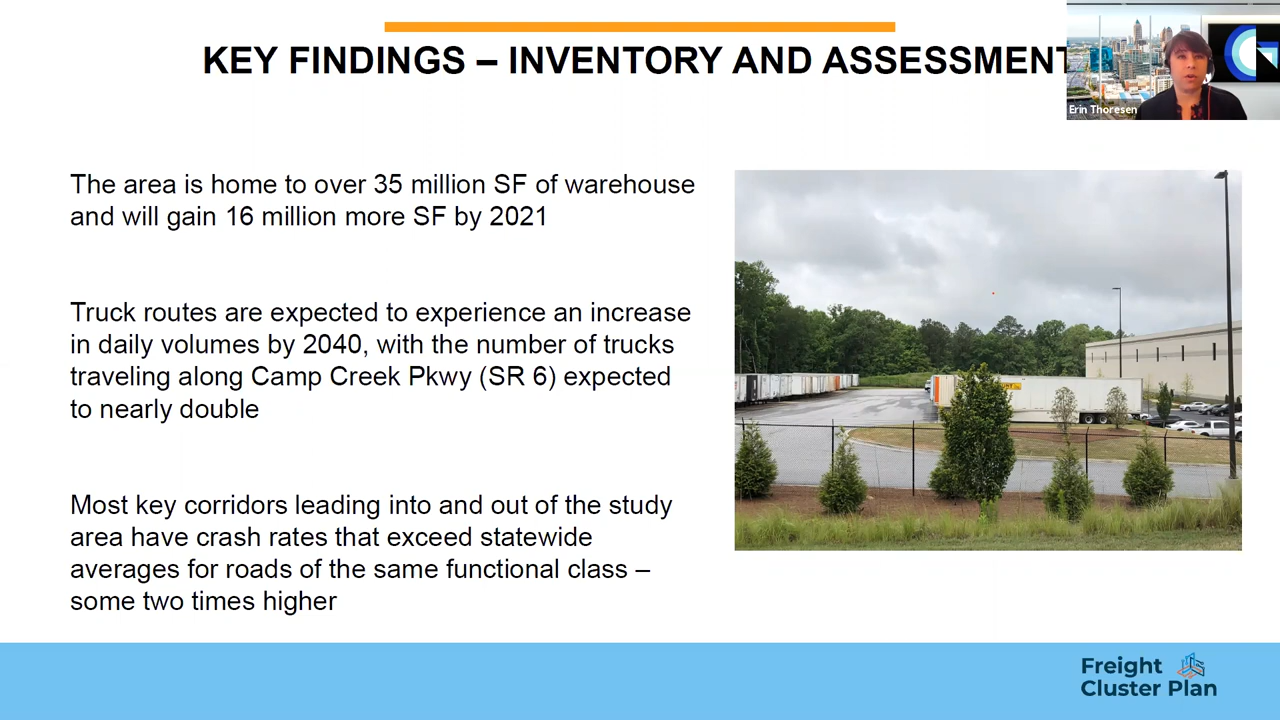 KEY FINDINGS – INVENTORY AND ASSESSMENT
Erin Thoresen
The area is home to over 35 million SF of warehouse
and will gain 16 million more SF by 2021
Truck routes are expected to experience an increase
in daily volumes by 2040, with the number of trucks
traveling along Camp Creek Pkwy (SR 6) expected
to nearly double
Most key corridors leading into and out of the study
area have crash rates that exceed statewide
averages for roads of the same functional class –
some two times higher
Freight
Cluster Plan